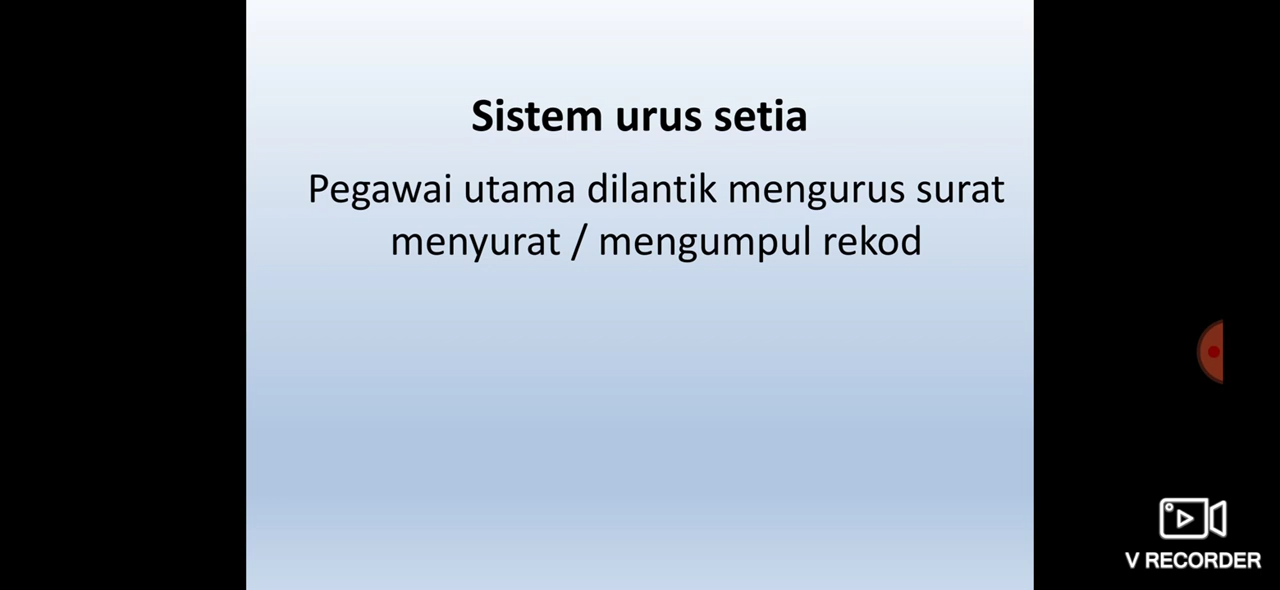 Sistem urus setia
Pegawai utama dilantik mengurus surat
menyurat / mengumpul rekod
V RECORDER